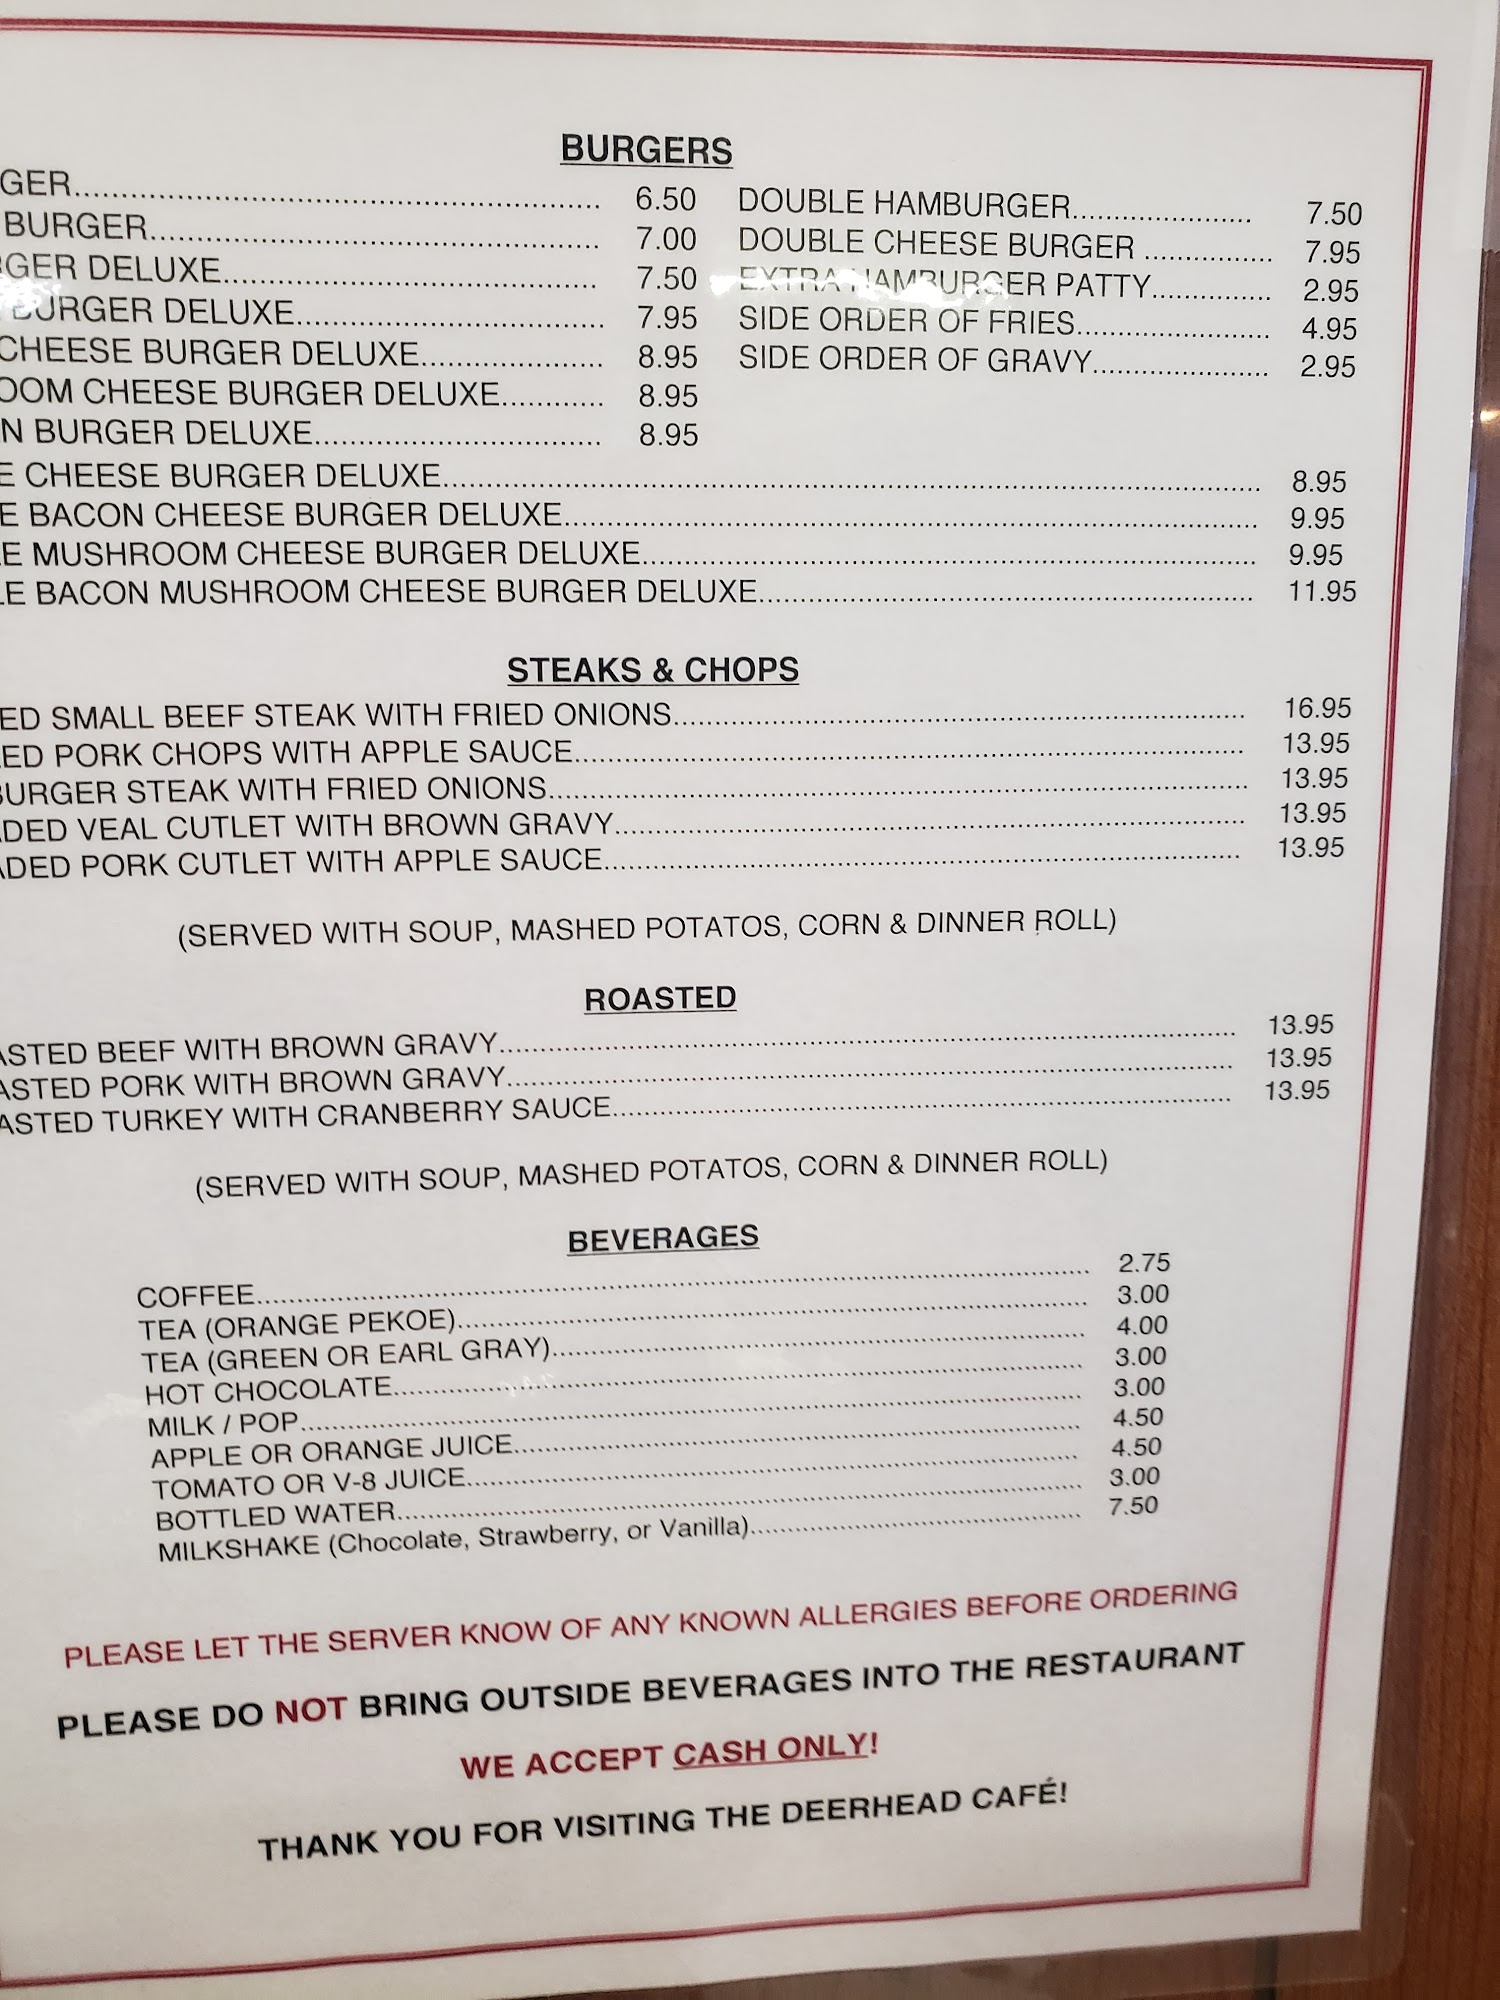 BURGERS
GER 6.50 DOUBLE HAMBURGER 7.50
BURGER 7.00 DOUBLE CHEESE BURGER 7.95
GER DELUXE 7.50 EXTRA HAMBURGER PATTY 2.95
BURGER DELUXE 7.95 SIDE ORDER OF FRIES 4.95
CHEESE BURGER DELUXE 8.95 SIDE ORDER OF GRAVY 2.95
OOM CHEESE BURGER DELUXE 8.95
N BURGER DELUXE 8.95
E CHEESE BURGER DELUXE 8.95
E BACON CHEESE BURGER DELUXE 9.95
LE MUSHROOM CHEESE BURGER DELUXE 9.95
LE BACON MUSHROOM CHEESE BURGER DELUXE 11.95
STEAKS & CHOPS
ED SMALL BEEF STEAK WITH FRIED ONIONS 16.95
ED PORK CHOPS WITH APPLE SAUCE 13.95
BURGER STEAK WITH FRIED ONIONS 13.95
ADED VEAL CUTLET WITH BROWN GRAVY 13.95
ADED PORK CUTLET WITH APPLE SAUCE 13.95
(SERVED WITH SOUP, MASHED POTATOS, CORN & DINNER ROLL)
ROASTED
ASTED BEEF WITH BROWN GRAVY 13.95
ASTED PORK WITH BROWN GRAVY 13.95
ASTED TURKEY WITH CRANBERRY SAUCE 13.95
(SERVED WITH SOUP, MASHED POTATOS, CORN & DINNER ROLL)
BEVERAGES
COFFEE 2.75
TEA (ORANGE PEKOE) 3.00
TEA (GREEN OR EARL GRAY) 4.00
HOT CHOCOLATE 3.00
MILK / POP 3.00
APPLE OR ORANGE JUICE 4.50
TOMATO OR V-8 JUICE 4.50
BOTTLED WATER 3.00
MILKSHAKE (Chocolate, Strawberry, or Vanilla) 7.50
PLEASE LET THE SERVER KNOW OF ANY KNOWN ALLERGIES BEFORE ORDERING
PLEASE DO NOT BRING OUTSIDE BEVERAGES INTO THE RESTAURANT
WE ACCEPT CASH ONLY!
THANK YOU FOR VISITING THE DEERHEAD CAFÉ!